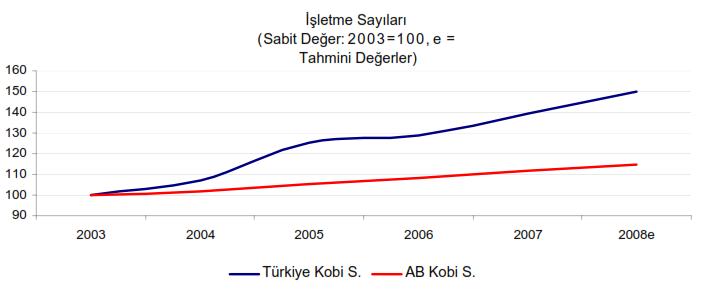 İşletme Sayıları
(Sabit Değer: 2003=100, e =
Tahmini Değerler)
160
150
140
130
120
110
100
90
2003 2004 2005 2006 2007 2008e
Türkiye Kobi S. AB Kobi S.